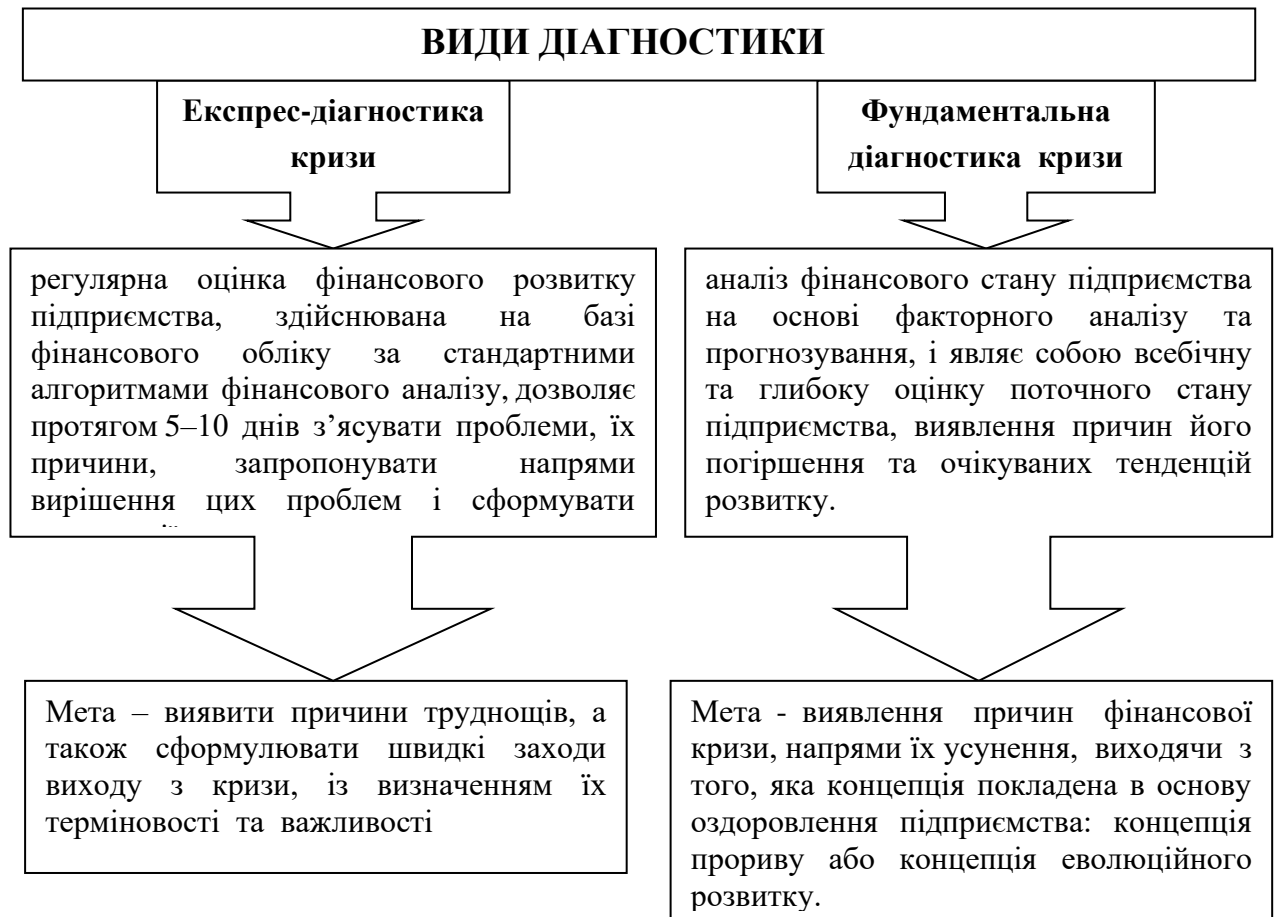 ВИДИ ДІАГНОСТИКИ
Експрес-діагностика
кризи
Фундаментальна
діагностика кризи
регулярна оцінка фінансового розвитку
підприємства, здійснювана на базі
фінансового обліку за стандартними
алгоритмами фінансового аналізу, дозволяє
протягом 5–10 днів з’ясувати проблеми, їх
причини, запропонувати напрями
вирішення цих проблем і сформувати
аналіз фінансового стану підприємства
на основі факторного аналізу та
прогнозування, і являє собою всебічну
та глибоку оцінку поточного стану
підприємства, виявлення причин його
погіршення та очікуваних тенденцій
розвитку.
Мета – виявити причини труднощів, а
також сформулювати швидкі заходи
виходу з кризи, із визначенням їх
терміновості та важливості
Мета - виявлення причин фінансової
кризи, напрями їх усунення, виходячи з
того, яка концепція покладена в основу
оздоровлення підприємства: концепція
прориву або концепція еволюційного
розвитку.